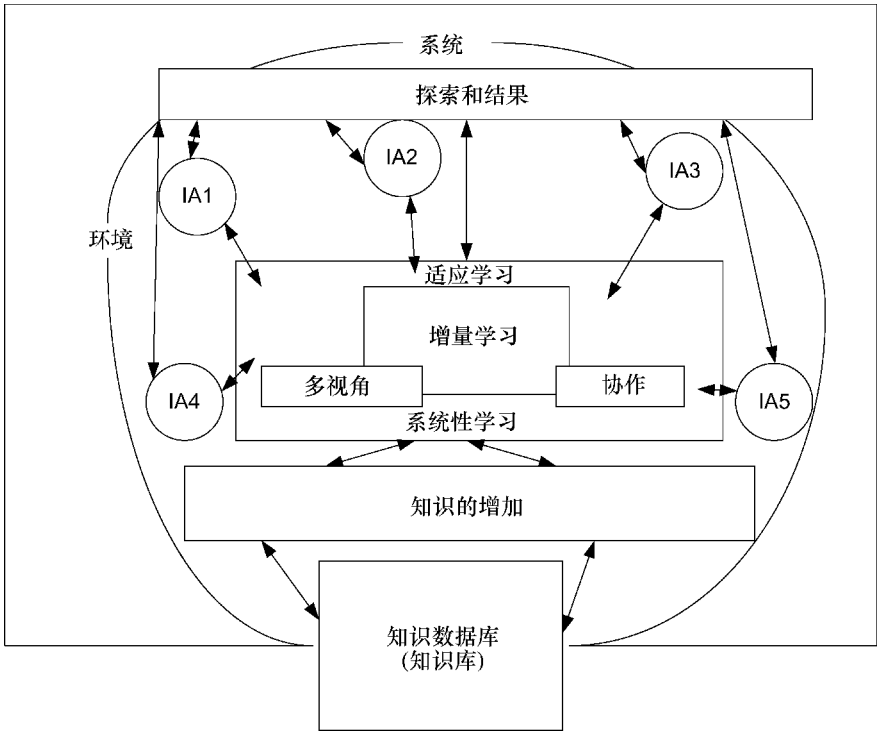 系统
探索和结果
IA1
IA2
IA3
环境
适应学习
增量学习
多视角
协作
IA4
IA5
系统性学习
知识的增加
知识数据库
(知识库)